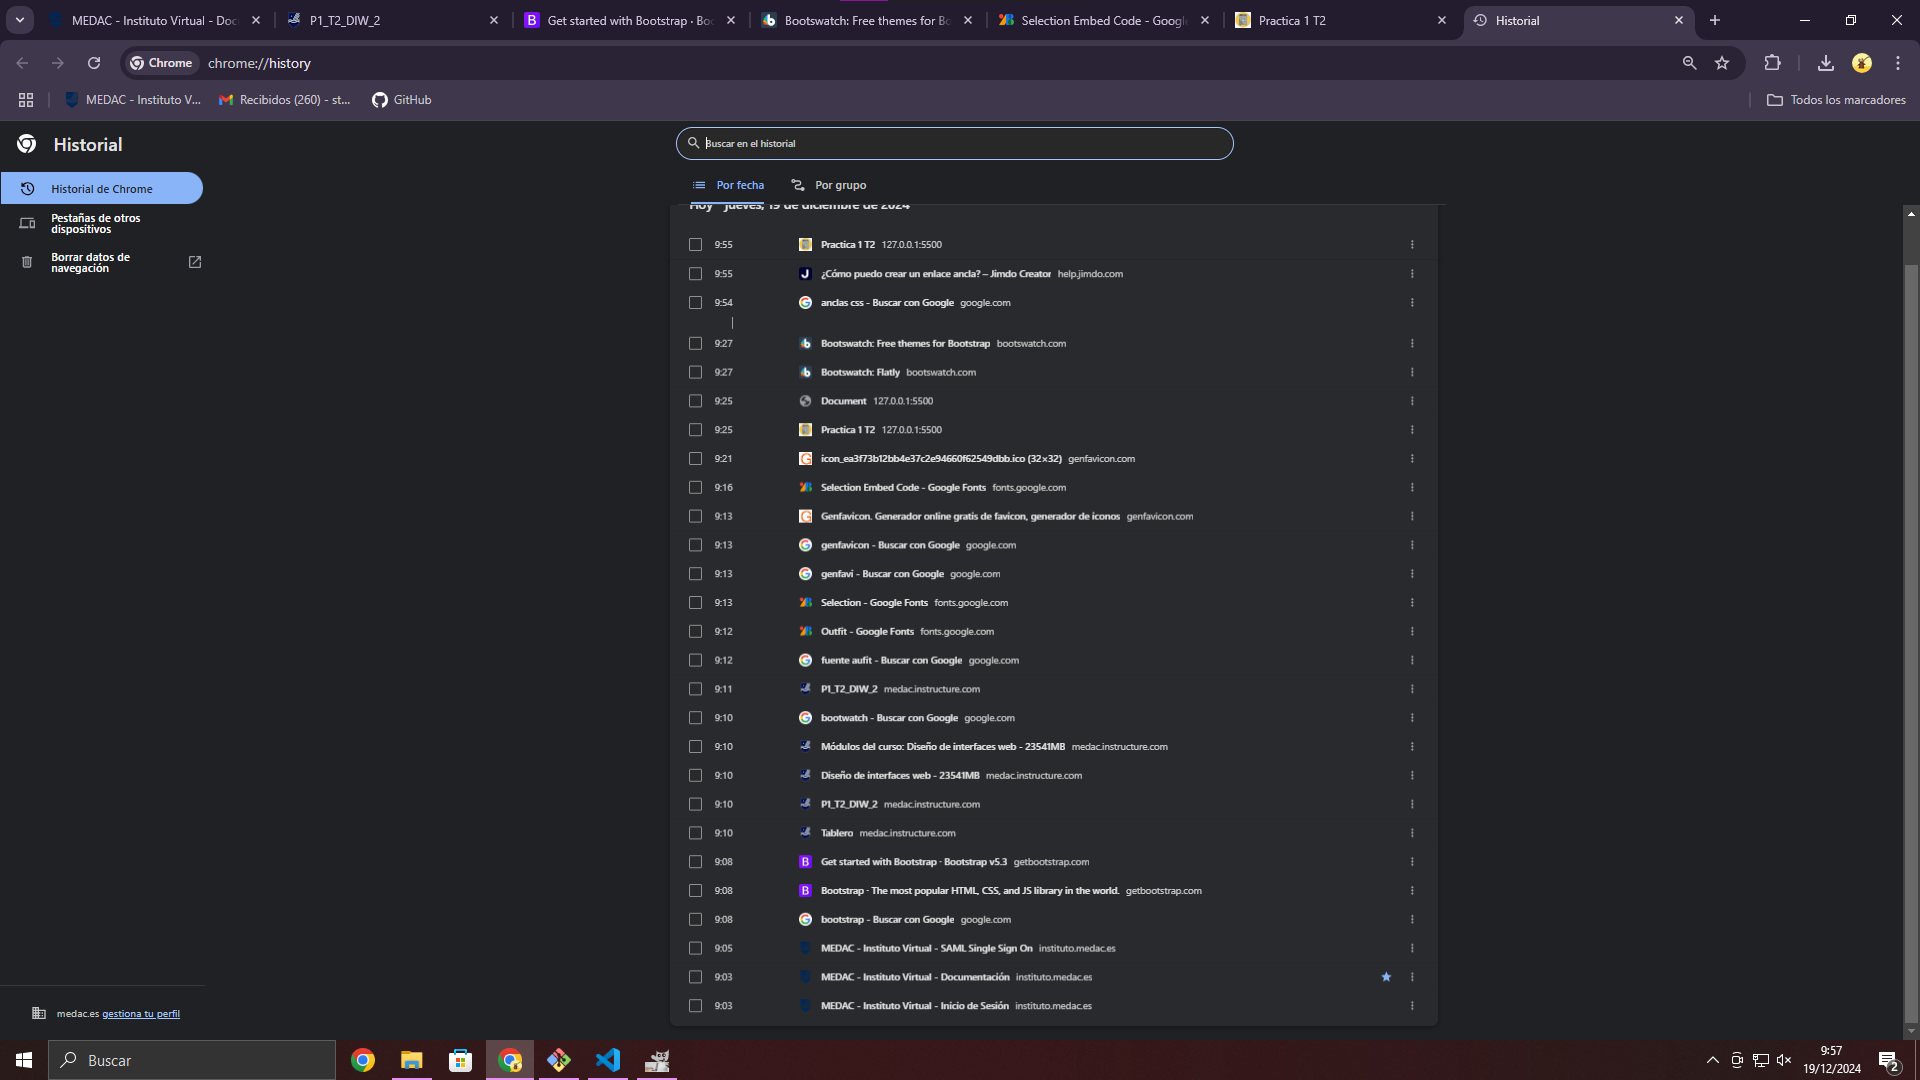 MEDAC - Instituto Virtual - Doc
P1_T2_DIW_2
Get started with Bootstrap · Boo
Bootswatch: Free themes for Bo
Selection Embed Code - Google
Practica 1 T2
Historial
Chrome
chrome://history
MEDAC - Instituto V...
Recibidos (260) - st...
GitHub
Todos los marcadores
Historial
Buscar en el historial
Historial de Chrome
Pestañas de otros
dispositivos
Borrar datos de
navegación
Por fecha
Por grupo
Hoy - jueves, 19 de diciembre de 2024
9:55 Practica 1 T2 127.0.0.1:5500
9:55 ¿Cómo puedo crear un enlace ancla? – Jimdo Creator help.jimdo.com
9:54 anclas css - Buscar con Google google.com
9:27 Bootswatch: Free themes for Bootstrap bootswatch.com
9:27 Bootswatch: Flatly bootswatch.com
9:25 Document 127.0.0.1:5500
9:25 Practica 1 T2 127.0.0.1:5500
9:21 icon_ea3f73b12bb4e37c2e94660f62549dbb.ico (32×32) genfavicon.com
9:16 Selection Embed Code - Google Fonts fonts.google.com
9:13 Genfavicon. Generador online gratis de favicon, generador de iconos genfavicon.com
9:13 genfavicon - Buscar con Google google.com
9:13 genfavi - Buscar con Google google.com
9:13 Selection - Google Fonts fonts.google.com
9:12 Outfit - Google Fonts fonts.google.com
9:12 fuente aufit - Buscar con Google google.com
9:11 P1_T2_DIW_2 medac.instructure.com
9:10 bootwatch - Buscar con Google google.com
9:10 Módulos del curso: Diseño de interfaces web - 23541MB medac.instructure.com
9:10 Diseño de interfaces web - 23541MB medac.instructure.com
9:10 P1_T2_DIW_2 medac.instructure.com
9:10 Tablero medac.instructure.com
9:08 Get started with Bootstrap · Bootstrap v5.3 getbootstrap.com
9:08 Bootstrap · The most popular HTML, CSS, and JS library in the world. getbootstrap.com
9:08 bootstrap - Buscar con Google google.com
9:05 MEDAC - Instituto Virtual - SAML Single Sign On instituto.medac.es
9:03 MEDAC - Instituto Virtual - Documentación instituto.medac.es
9:03 MEDAC - Instituto Virtual - Inicio de Sesión instituto.medac.es
medac.es gestiona tu perfil
Buscar
9:57
19/12/2024
2